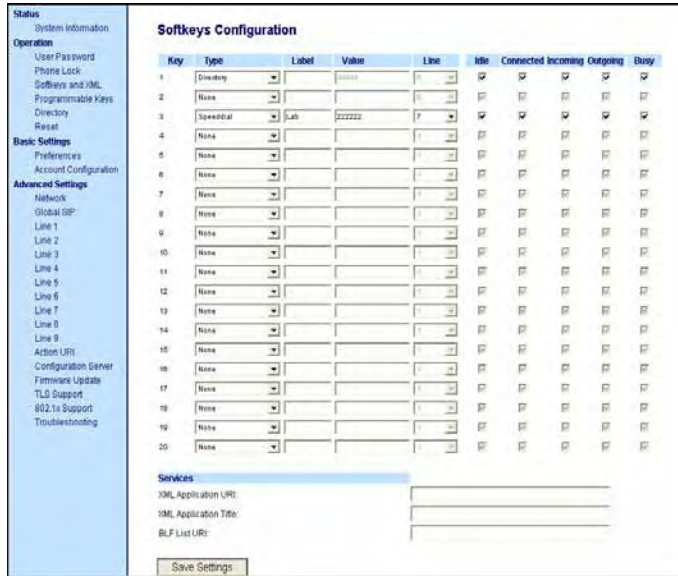 Status
System Information
Operation
User Password
Phone Lock
Softkeys and XML
Programmable Keys
Directory
Reset
Basic Settings
Preferences
Account Configuration
Advanced Settings
Network
Global SIP
Line 1
Line 2
Line 3
Line 4
Line 5
Line 6
Line 7
Line 8
Line 9
Action URI
Configuration Server
Firmware Update
TLS Support
802.1x Support
Troubleshooting
Softkeys Configuration
Key Type Label Value Line Idle Connected Incoming Outgoing Busy
1 Directory
2 None
3 Speeddial Lab 222222 7
4 None
5 None
6 None
7 None
8 None
9 None
10 None
11 None
12 None
13 None
14 None
15 None
16 None
17 None
18 None
19 None
20 None
Services
XML Application URI:
XML Application Title:
BLF List URI:
Save Settings